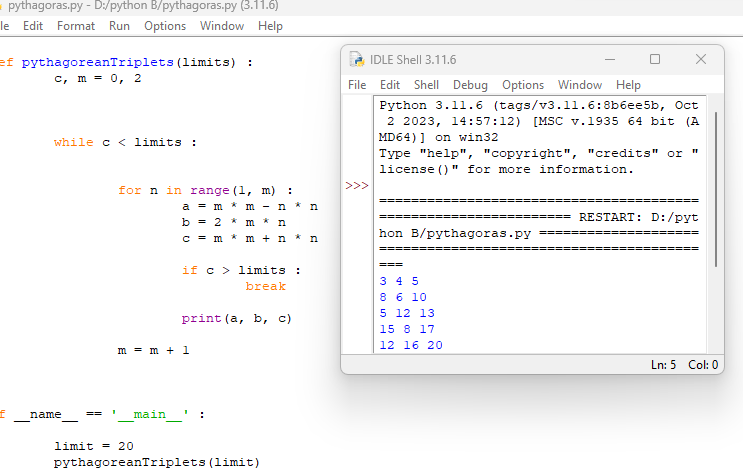 pythagoras.py - D:/python B/pythagoras.py (3.11.6)
le Edit Format Run Options Window Help
ef pythagoreanTriplets(limits) :
c, m = 0, 2
while c < limits :
for n in range(1, m) :
a = m * m - n * n
b = 2 * m * n
c = m * m + n * n
if c > limits :
break
print(a, b, c)
m = m + 1
f __name__ == '__main__' :
limit = 20
pythagoreanTriplets(limit)
IDLE Shell 3.11.6
File Edit Shell Debug Options Window Help
Python 3.11.6 (tags/v3.11.6:8b6ee5b, Oct
2 2023, 14:57:12) [MSC v.1935 64 bit (A
MD64)] on win32
Type "help", "copyright", "credits" or "
license()" for more information.
>>>
========================================
======================== RESTART: D:/pyt
hon B/pythagoras.py ====================
========================================
===
3 4 5
8 6 10
5 12 13
15 8 17
12 16 20
Ln: 5 Col: 0